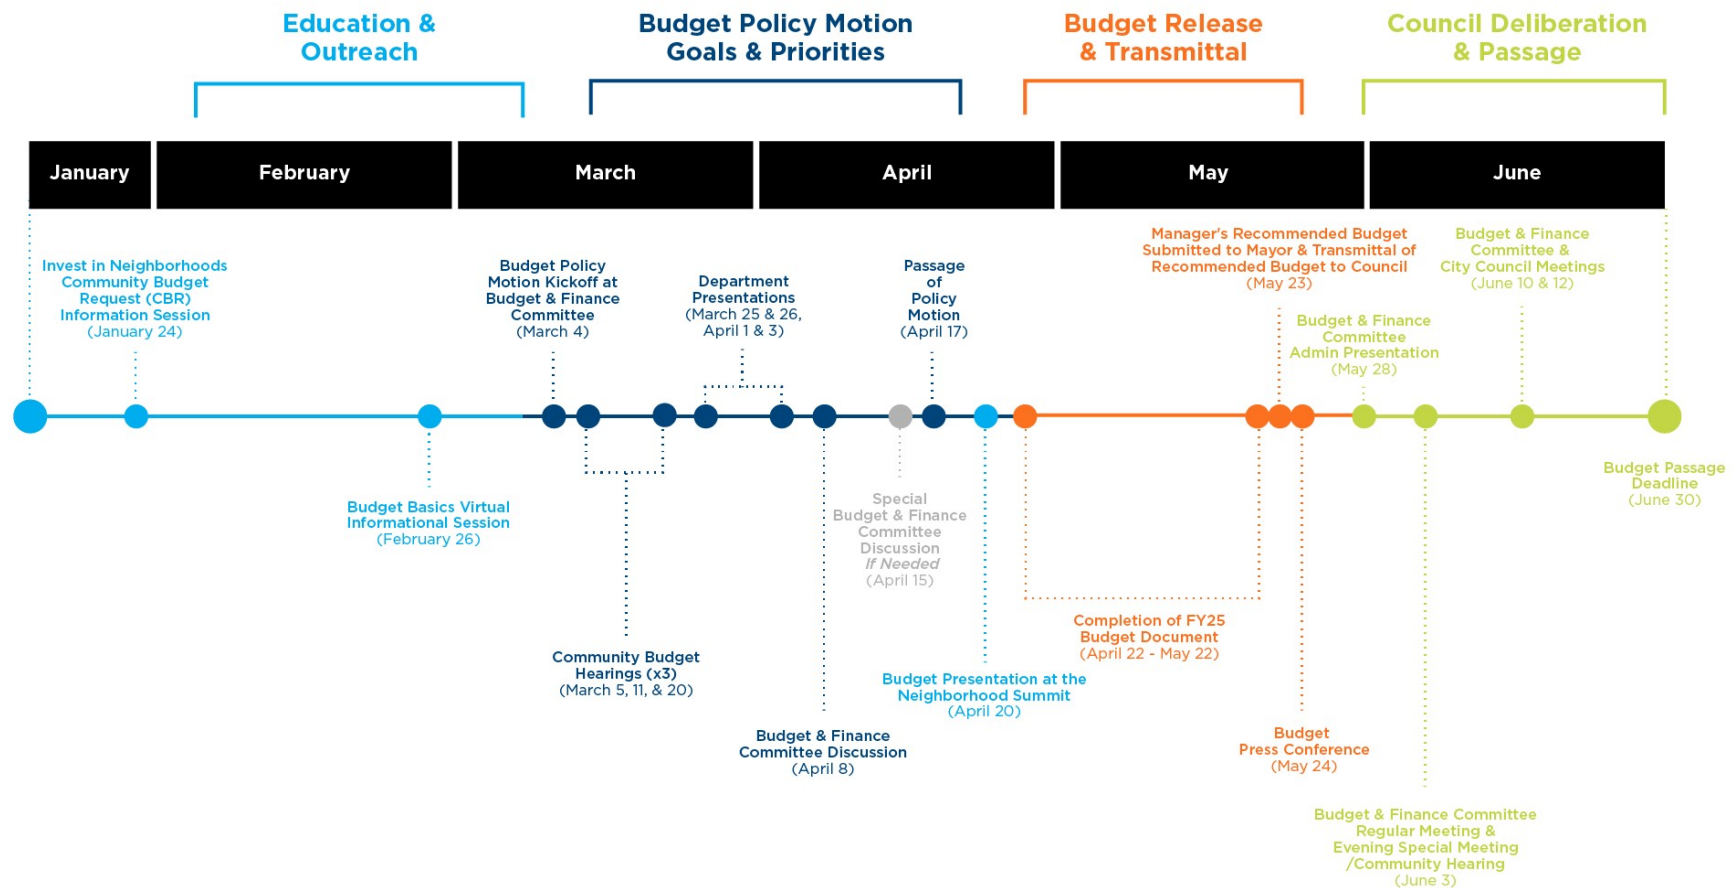 Education &
Outreach
Budget Policy Motion
Goals & Priorities
Budget Release
& Transmittal
Council Deliberation
& Passage
January
February
March
April
May
June
Invest in Neighborhoods
Community Budget
Request (CBR)
Information Session
(January 24)
Budget Policy
Motion Kickoff at
Budget & Finance
Committee
(March 4)
Department
Presentations
(March 25 & 26,
April 1 & 3)
Passage
of
Policy
Motion
(April 17)
Manager's Recommended Budget
Submitted to Mayor & Transmittal of
Recommended Budget to Council
(May 23)
Budget & Finance
Committee
Admin Presentation
(May 28)
Budget & Finance
Committee &
City Council Meetings
(June 10 & 12)
Budget Basics Virtual
Informational Session
(February 26)
Community Budget
Hearings (x3)
(March 5, 11, & 20)
Budget & Finance
Committee Discussion
(April 8)
Special
Budget & Finance
Committee
Discussion
If Needed
(April 15)
Budget Presentation at the
Neighborhood Summit
(April 20)
Completion of FY25
Budget Document
(April 22 - May 22)
Budget
Press Conference
(May 24)
Budget & Finance Committee
Regular Meeting &
Evening Special Meeting
/Community Hearing
(June 3)
Budget Passage
Deadline
(June 30)